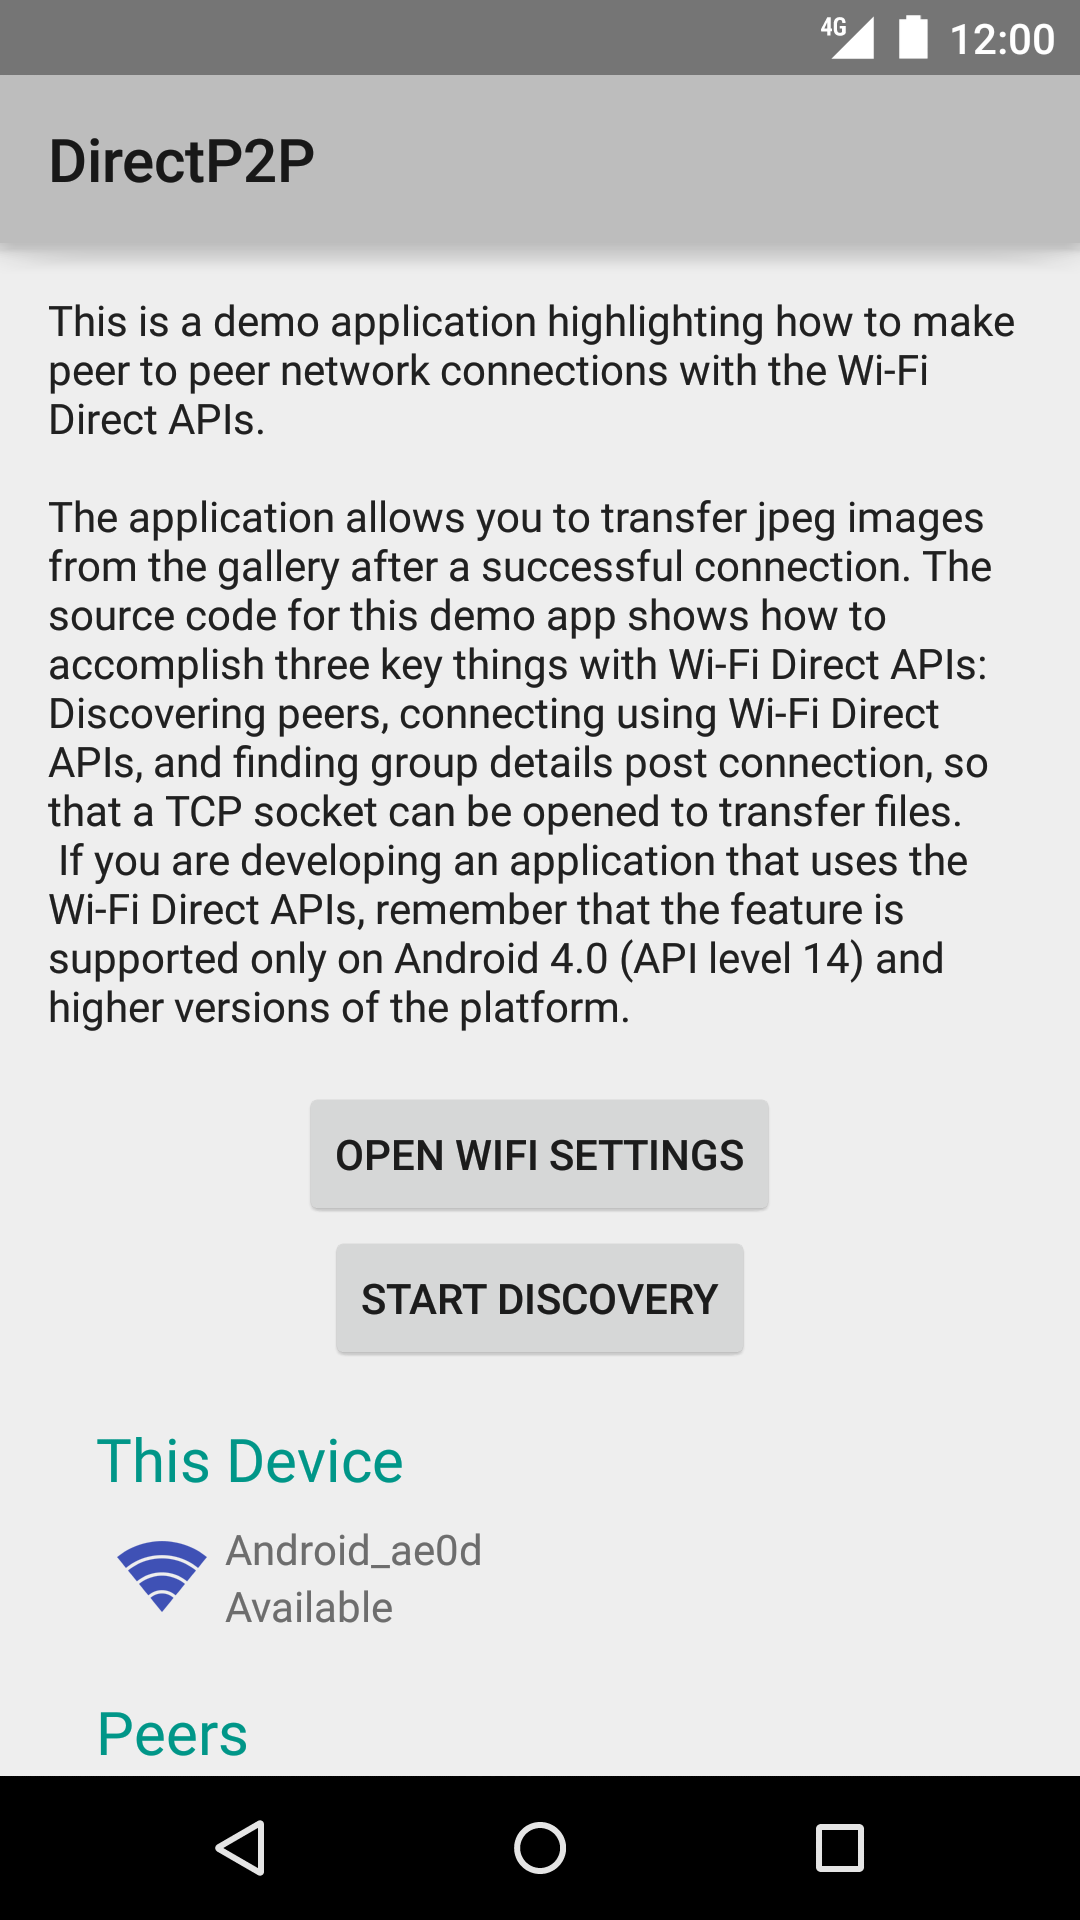 4G 12:00
DirectP2P
This is a demo application highlighting how to make
peer to peer network connections with the Wi-Fi
Direct APIs.
The application allows you to transfer jpeg images
from the gallery after a successful connection. The
source code for this demo app shows how to
accomplish three key things with Wi-Fi Direct APIs:
Discovering peers, connecting using Wi-Fi Direct
APIs, and finding group details post connection, so
that a TCP socket can be opened to transfer files.
If you are developing an application that uses the
Wi-Fi Direct APIs, remember that the feature is
supported only on Android 4.0 (API level 14) and
higher versions of the platform.
OPEN WIFI SETTINGS
START DISCOVERY
This Device
Android_ae0d
Available
Peers